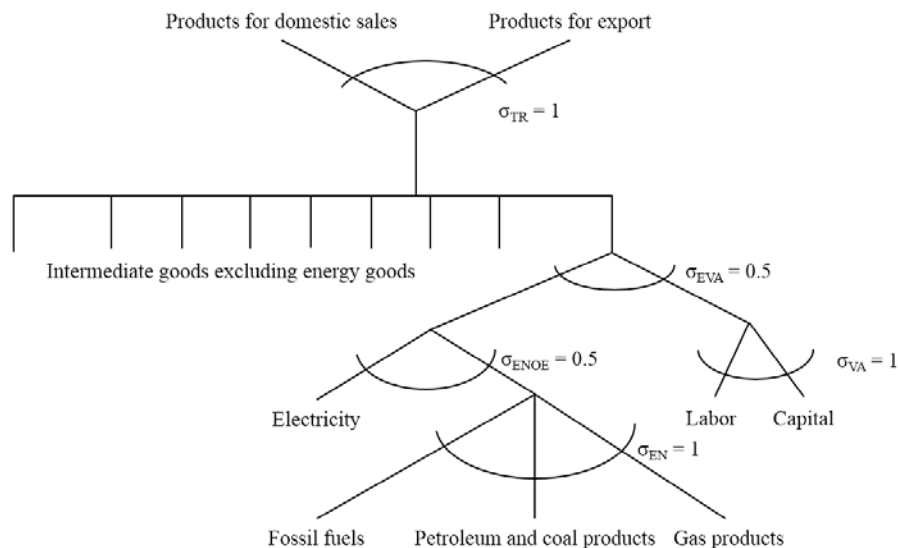 Products for domestic sales
Products for export
σTR = 1
Intermediate goods excluding energy goods
σEVA = 0.5
σENOE = 0.5
σVA = 1
Electricity
Labor
Capital
σEN = 1
Fossil fuels
Petroleum and coal products
Gas products